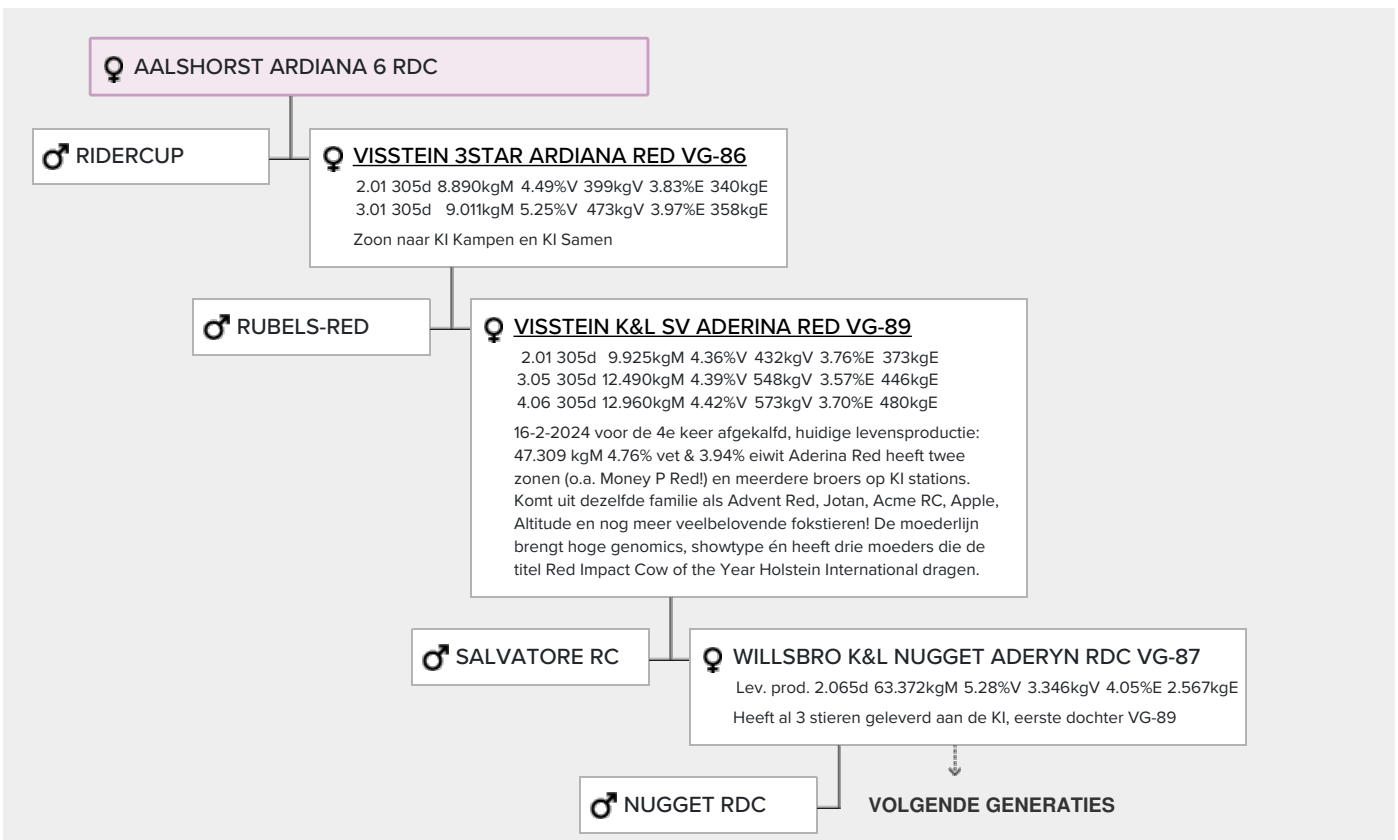 AALSHORST ARDIANA 6 RDC
RIDERCUP
VISSTEIN 3STAR ARDIANA RED VG-86
2.01 305d 8.890kgM 4.49%V 399kgV 3.83%E 340kgE
3.01 305d 9.011kgM 5.25%V 473kgV 3.97%E 358kgE
Zoon naar KI Kampen en KI Samen
RUBELS-RED
VISSTEIN K&L SV ADERINA RED VG-89
2.01 305d 9.925kgM 4.36%V 432kgV 3.76%E 373kgE
3.05 305d 12.490kgM 4.39%V 548kgV 3.57%E 446kgE
4.06 305d 12.960kgM 4.42%V 573kgV 3.70%E 480kgE
16-2-2024 voor de 4e keer afgekalfd, huidige levensproductie:
47.309 kgM 4.76% vet & 3.94% eiwit Aderina Red heeft twee
zonen (o.a. Money P Red!) en meerdere broers op KI stations.
Komt uit dezelfde familie als Advent Red, Jotan, Acme RC, Apple,
Altitude en nog meer veelbelovende fokstieren! De moederlijn
brengt hoge genomics, showtype én heeft drie moeders die de
titel Red Impact Cow of the Year Holstein International dragen.
SALVATORE RC
WILLSBRO K&L NUGGET ADERYN RDC VG-87
Lev. prod. 2.065d 63.372kgM 5.28%V 3.346kgV 4.05%E 2.567kgE
Heeft al 3 stieren geleverd aan de KI, eerste dochter VG-89
NUGGET RDC
VOLGENDE GENERATIES